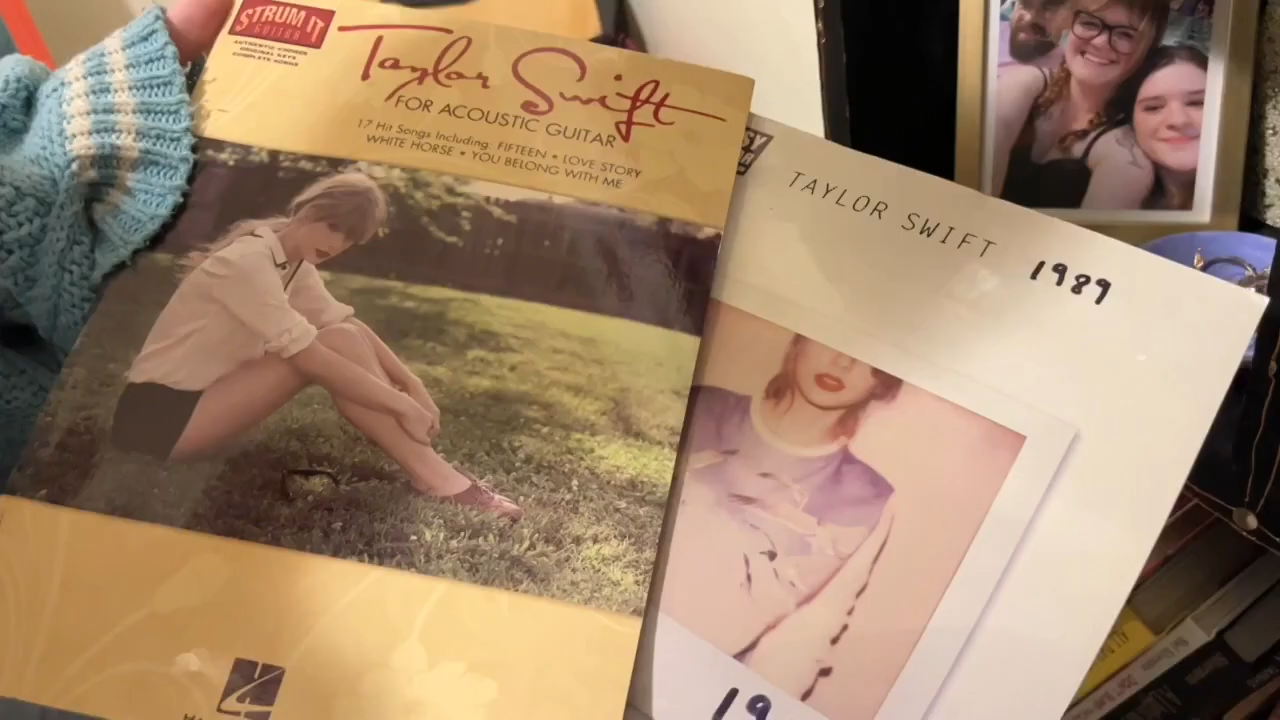 STRUM IT
GUITAR
AUTHENTIC CHORDS
ORIGINAL KEYS
COMPLETE SONGS
Taylor Swift
FOR ACOUSTIC GUITAR
17 Hit Songs Including: FIFTEEN • LOVE STORY
WHITE HORSE • YOU BELONG WITH ME
TAYLOR SWIFT
1989
19